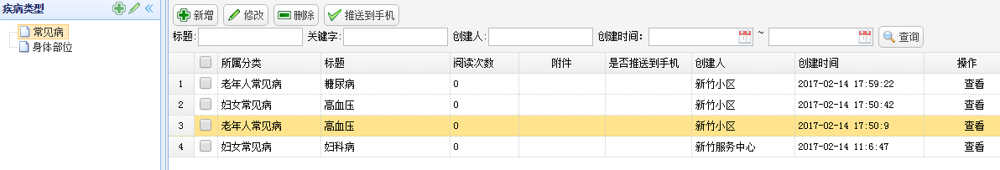 疾病类型
常见病
身体部位
新增 修改 删除 推送到手机
标题: 关键字: 创建人: 创建时间: ~ 查询
所属分类 标题 阅读次数 附件 是否推送到手机 创建人 创建时间 操作
1 老年人常见病 糖尿病 0 新竹小区 2017-02-14 17:59:22 查看
2 妇女常见病 高血压 0 新竹小区 2017-02-14 17:50:42 查看
3 老年人常见病 高血压 0 新竹小区 2017-02-14 17:50:9 查看
4 妇女常见病 妇科病 0 新竹服务中心 2017-02-14 11:6:47 查看